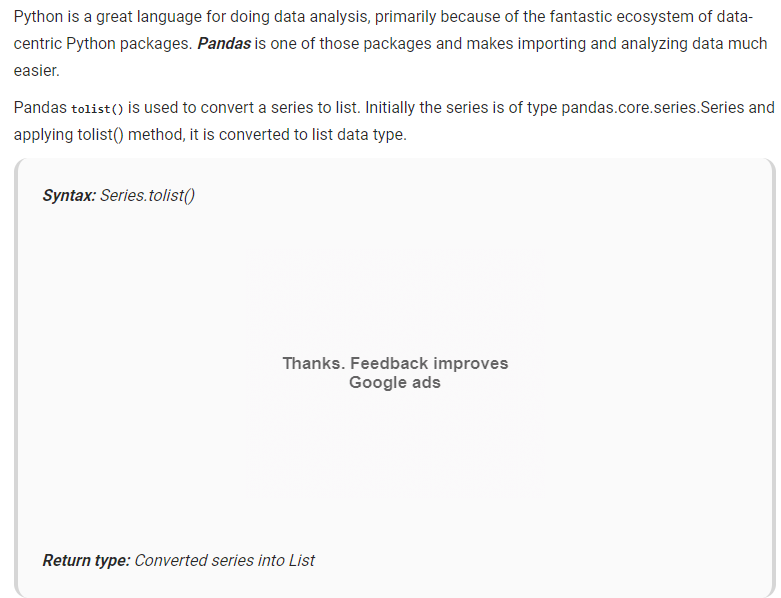 Python is a great language for doing data analysis, primarily because of the fantastic ecosystem of data-
centric Python packages. Pandas is one of those packages and makes importing and analyzing data much
easier.
Pandas tolist() is used to convert a series to list. Initially the series is of type pandas.core.series.Series and
applying tolist() method, it is converted to list data type.
Syntax: Series.tolist()
Thanks. Feedback improves
Google ads
Return type: Converted series into List